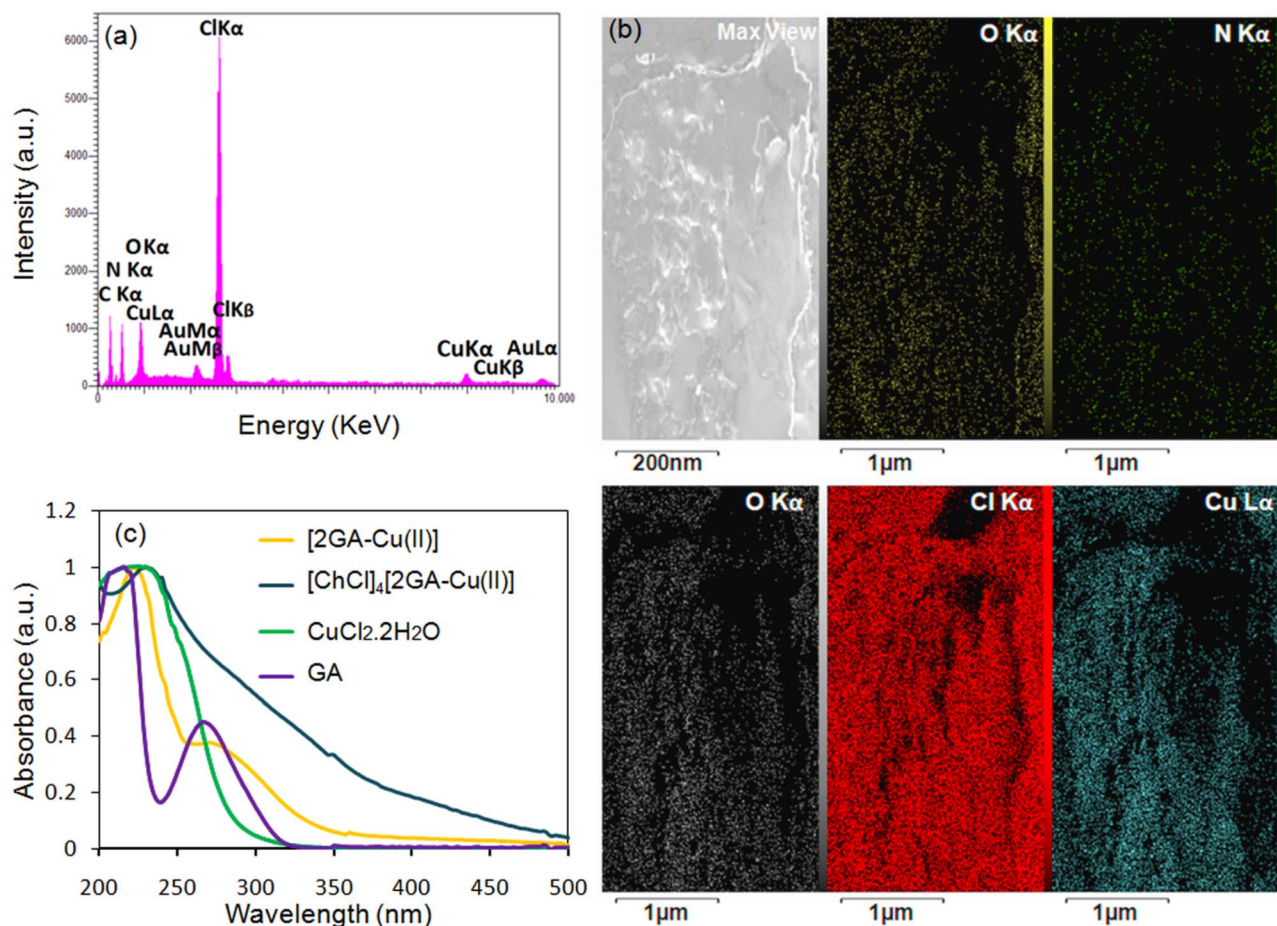 (a)
ClKα
6000
5000
4000
3000
2000
1000
0
Intensity (a.u.)
OKα
N Kα
C Kα
CuLα
AuMα
AuMβ
ClKβ
CuKα
CuKβ
AuLα
0
10.000
Energy (KeV)
(b)
Max View
O Kα
N Kα
200nm
1µm
1µm
O Kα
Cl Kα
Cu Lα
1µm
1µm
1µm
(c)
1.2
1
0.8
0.6
0.4
0.2
0
Absorbance (a.u.)
[2GA-Cu(II)]
[ChCl]₄[2GA-Cu(II)]
CuCl₂.2H₂O
GA
200 250 300 350 400 450 500
Wavelength (nm)